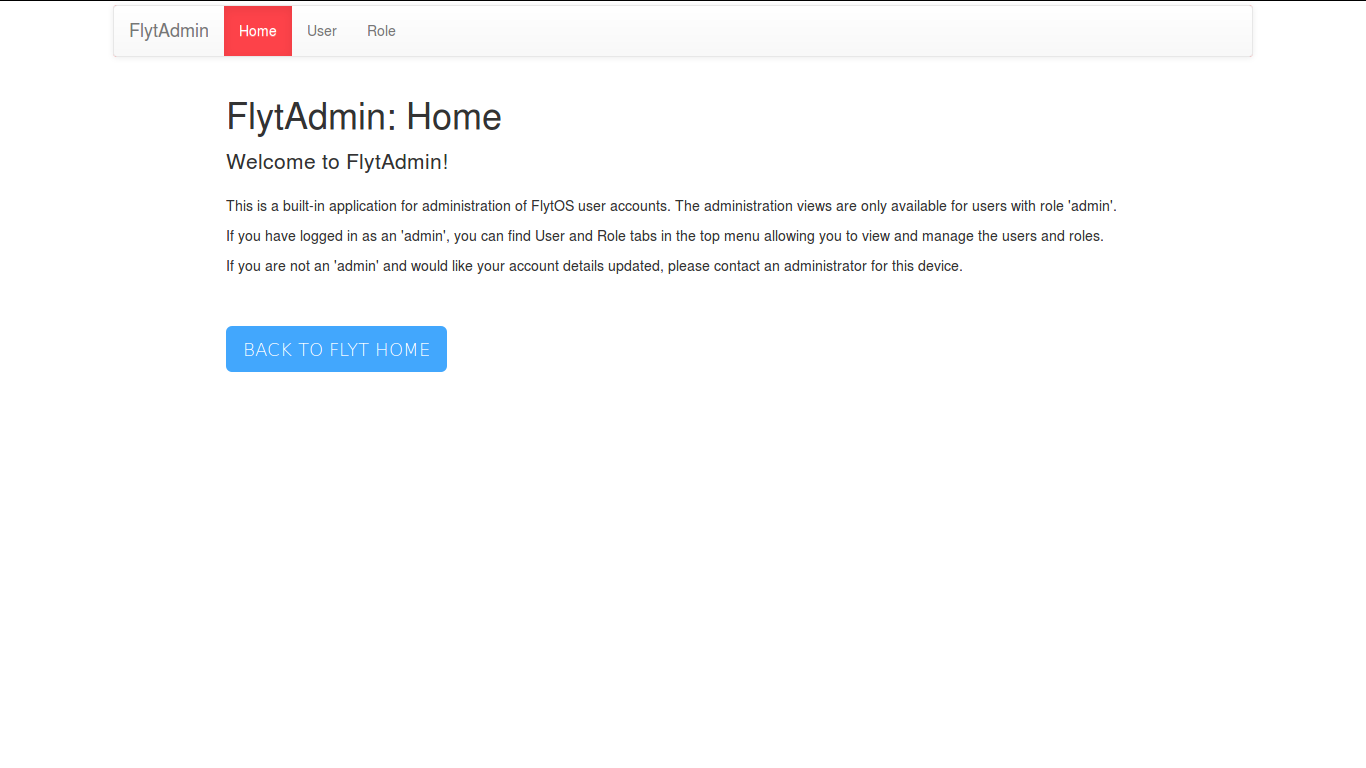 FlytAdmin Home User Role
FlytAdmin: Home
Welcome to FlytAdmin!
This is a built-in application for administration of FlytOS user accounts. The administration views are only available for users with role 'admin'.
If you have logged in as an 'admin', you can find User and Role tabs in the top menu allowing you to view and manage the users and roles.
If you are not an 'admin' and would like your account details updated, please contact an administrator for this device.
BACK TO FLYT HOME